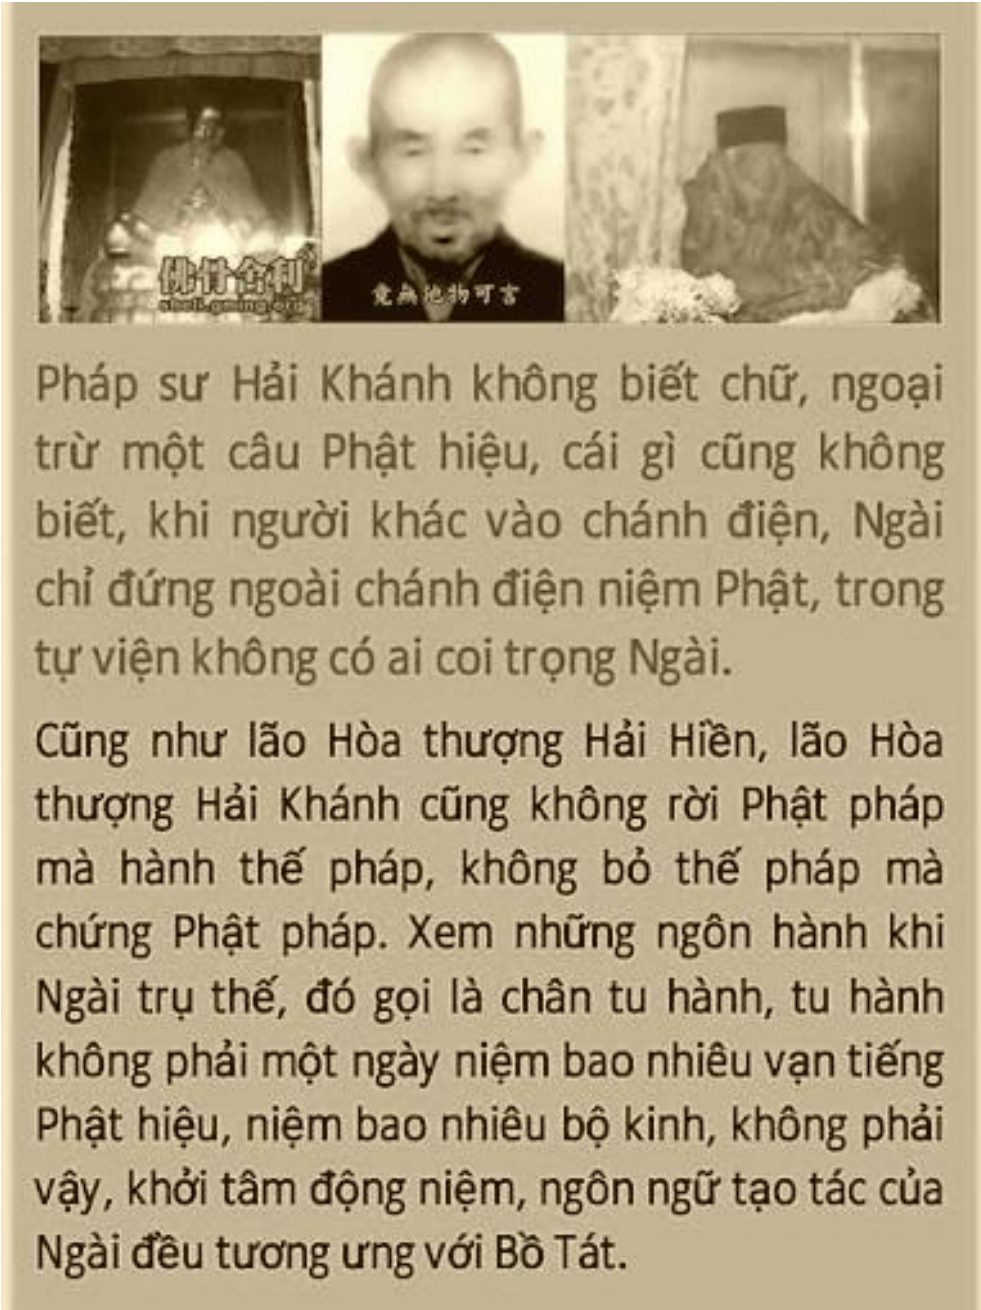 佛骨舍利
竟無他物可言
Pháp sư Hải Khánh không biết chữ, ngoại
trừ một câu Phật hiệu, cái gì cũng không
biết, khi người khác vào chánh điện, Ngài
chỉ đứng ngoài chánh điện niệm Phật, trong
tự viện không có ai coi trọng Ngài.
Cũng như lão Hòa thượng Hải Hiền, lão Hòa
thượng Hải Khánh cũng không rời Phật pháp
mà hành thế pháp, không bỏ thế pháp mà
chứng Phật pháp. Xem những ngôn hành khi
Ngài trụ thế, đó gọi là chân tu hành, tu hành
không phải một ngày niệm bao nhiêu vạn tiếng
Phật hiệu, niệm bao nhiêu bộ kinh, không phải
vậy, khởi tâm động niệm, ngôn ngữ tạo tác của
Ngài đều tương ưng với Bồ Tát.